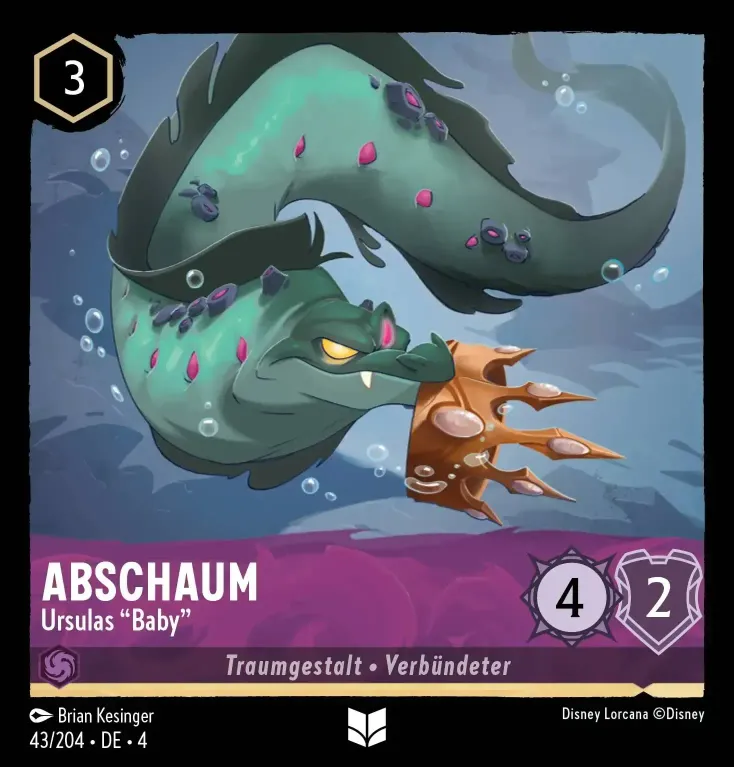 3
ABSCHAUM
Ursulas “Baby”
4
2
Traumgestalt • Verbündeter
Brian Kesinger
Disney Lorcana ©Disney
43/204 • DE • 4